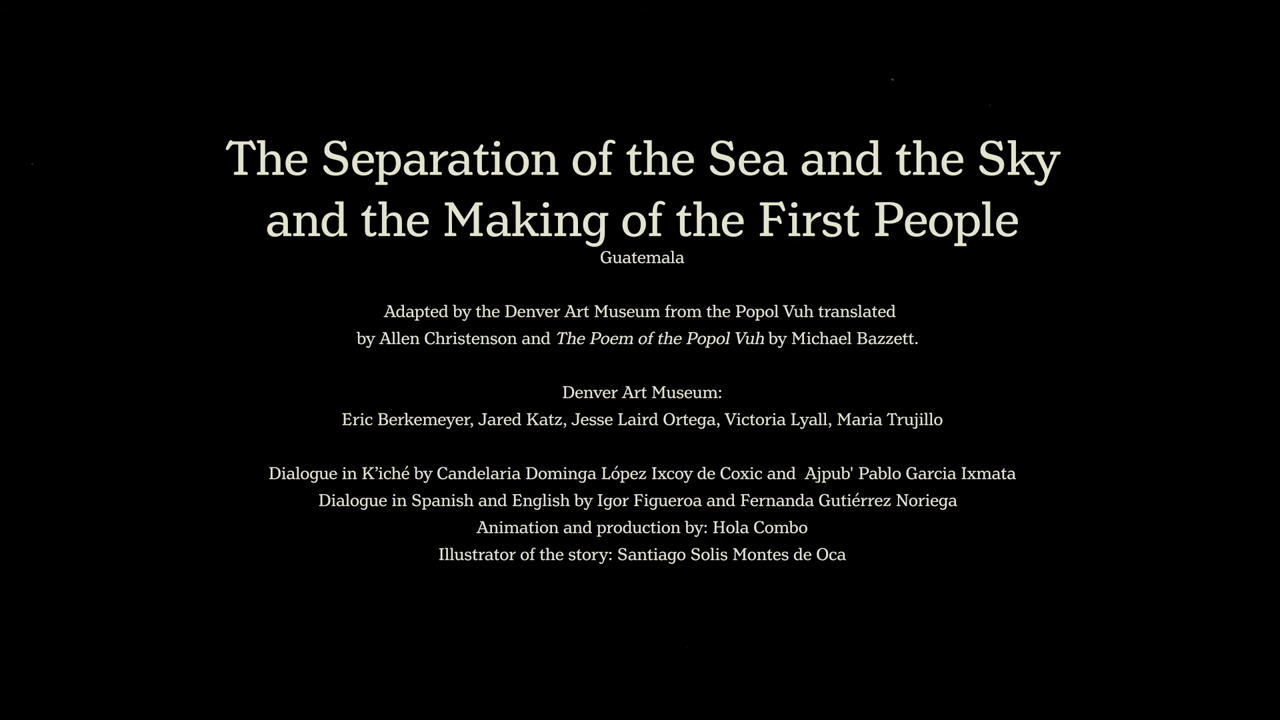 The Separation of the Sea and the Sky
and the Making of the First People
Guatemala
Adapted by the Denver Art Museum from the Popol Vuh translated
by Allen Christenson and The Poem of the Popol Vuh by Michael Bazzett.
Denver Art Museum:
Eric Berkemeyer, Jared Katz, Jesse Laird Ortega, Victoria Lyall, Maria Trujillo
Dialogue in K’iché by Candelaria Dominga López Ixcoy de Coxic and  Ajpub' Pablo Garcia Ixmata
Dialogue in Spanish and English by Igor Figueroa and Fernanda Gutiérrez Noriega
Animation and production by: Hola Combo
Illustrator of the story: Santiago Solis Montes de Oca